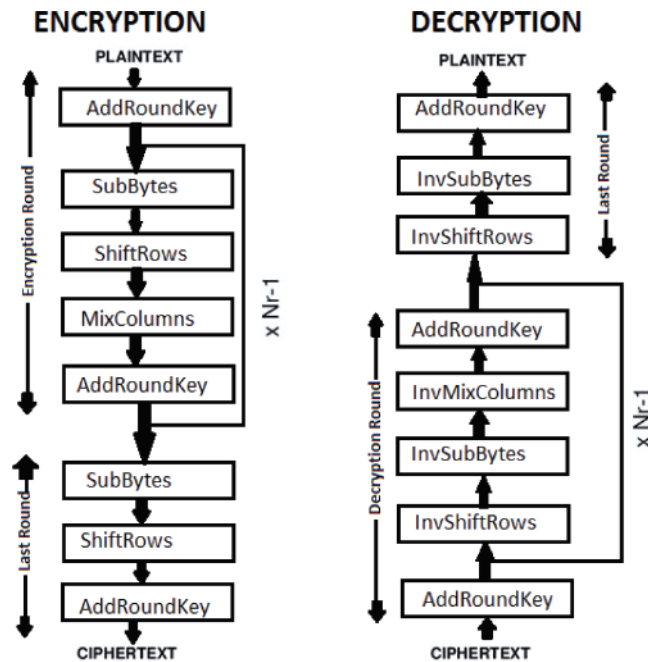 ENCRYPTION
PLAINTEXT
AddRoundKey
SubBytes
ShiftRows
MixColumns
AddRoundKey
Encryption Round
x Nr-1
SubBytes
ShiftRows
AddRoundKey
Last Round
CIPHERTEXT
DECRYPTION
PLAINTEXT
AddRoundKey
InvSubBytes
InvShiftRows
Last Round
AddRoundKey
InvMixColumns
InvSubBytes
InvShiftRows
x Nr-1
Decryption Round
AddRoundKey
CIPHERTEXT